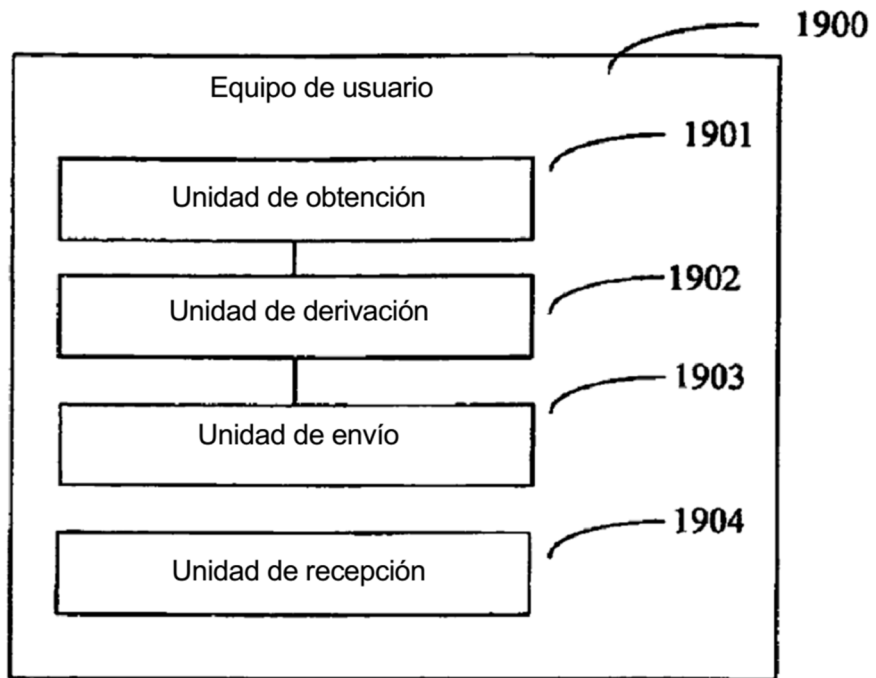 1900
Equipo de usuario
1901
Unidad de obtención
1902
Unidad de derivación
1903
Unidad de envío
1904
Unidad de recepción